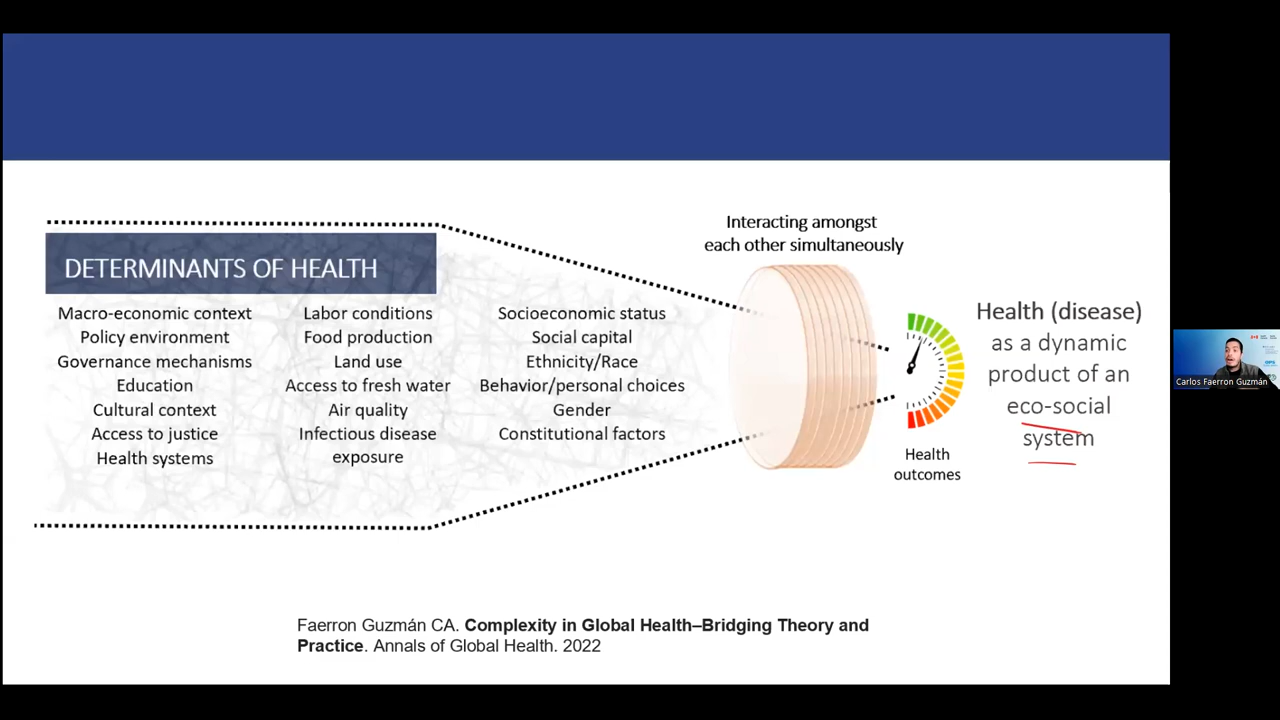 DETERMINANTS OF HEALTH
Macro-economic context
Policy environment
Governance mechanisms
Education
Cultural context
Access to justice
Health systems
Labor conditions
Food production
Land use
Access to fresh water
Air quality
Infectious disease
exposure
Socioeconomic status
Social capital
Ethnicity/Race
Behavior/personal choices
Gender
Constitutional factors
Interacting amongst
each other simultaneously
Health
outcomes
Health (disease)
as a dynamic
product of an
eco-social
system
Faerron Guzmán CA. Complexity in Global Health–Bridging Theory and
Practice. Annals of Global Health. 2022
Carlos Faerron Guzmán